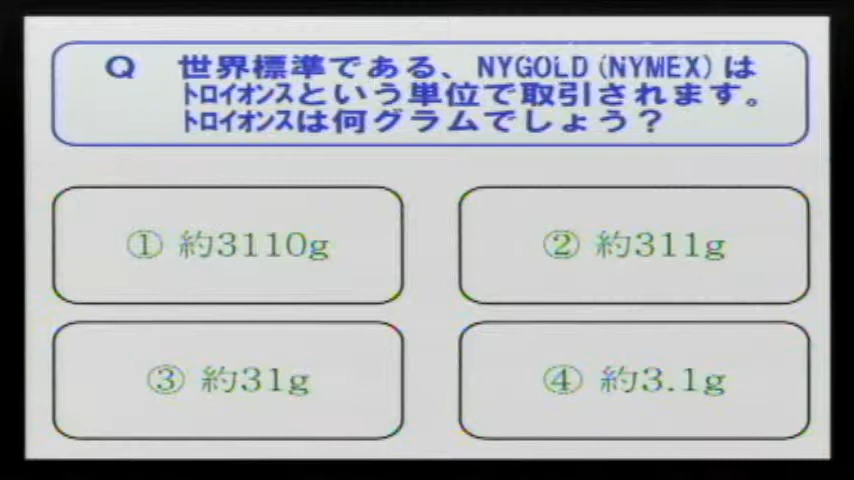 Q 世界標準である、NYGOLD(NYMEX)は
ﾄﾛｲｵﾝｽという単位で取引されます。
ﾄﾛｲｵﾝｽは何グラムでしょう？
① 約3110g
② 約311g
③ 約31g
④ 約3.1g